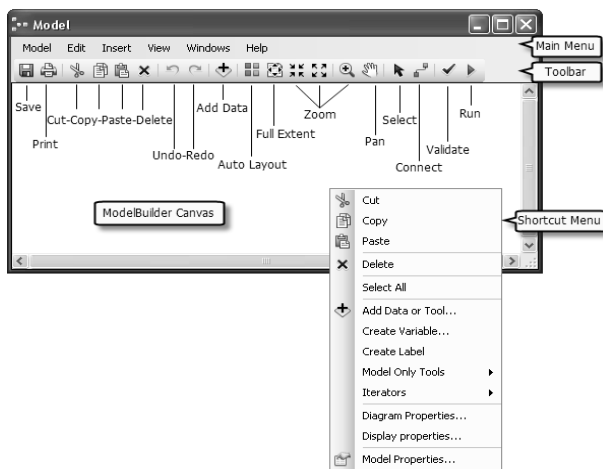 Model
Model Edit Insert View Windows Help
Main Menu
Toolbar
Save
Print
Cut-Copy-Paste-Delete
Undo-Redo
Add Data
Auto Layout
Full Extent
Zoom
Pan
Select
Connect
Validate
Run
ModelBuilder Canvas
Shortcut Menu
Cut
Copy
Paste
Delete
Select All
Add Data or Tool...
Create Variable...
Create Label
Model Only Tools
Iterators
Diagram Properties...
Display properties...
Model Properties...